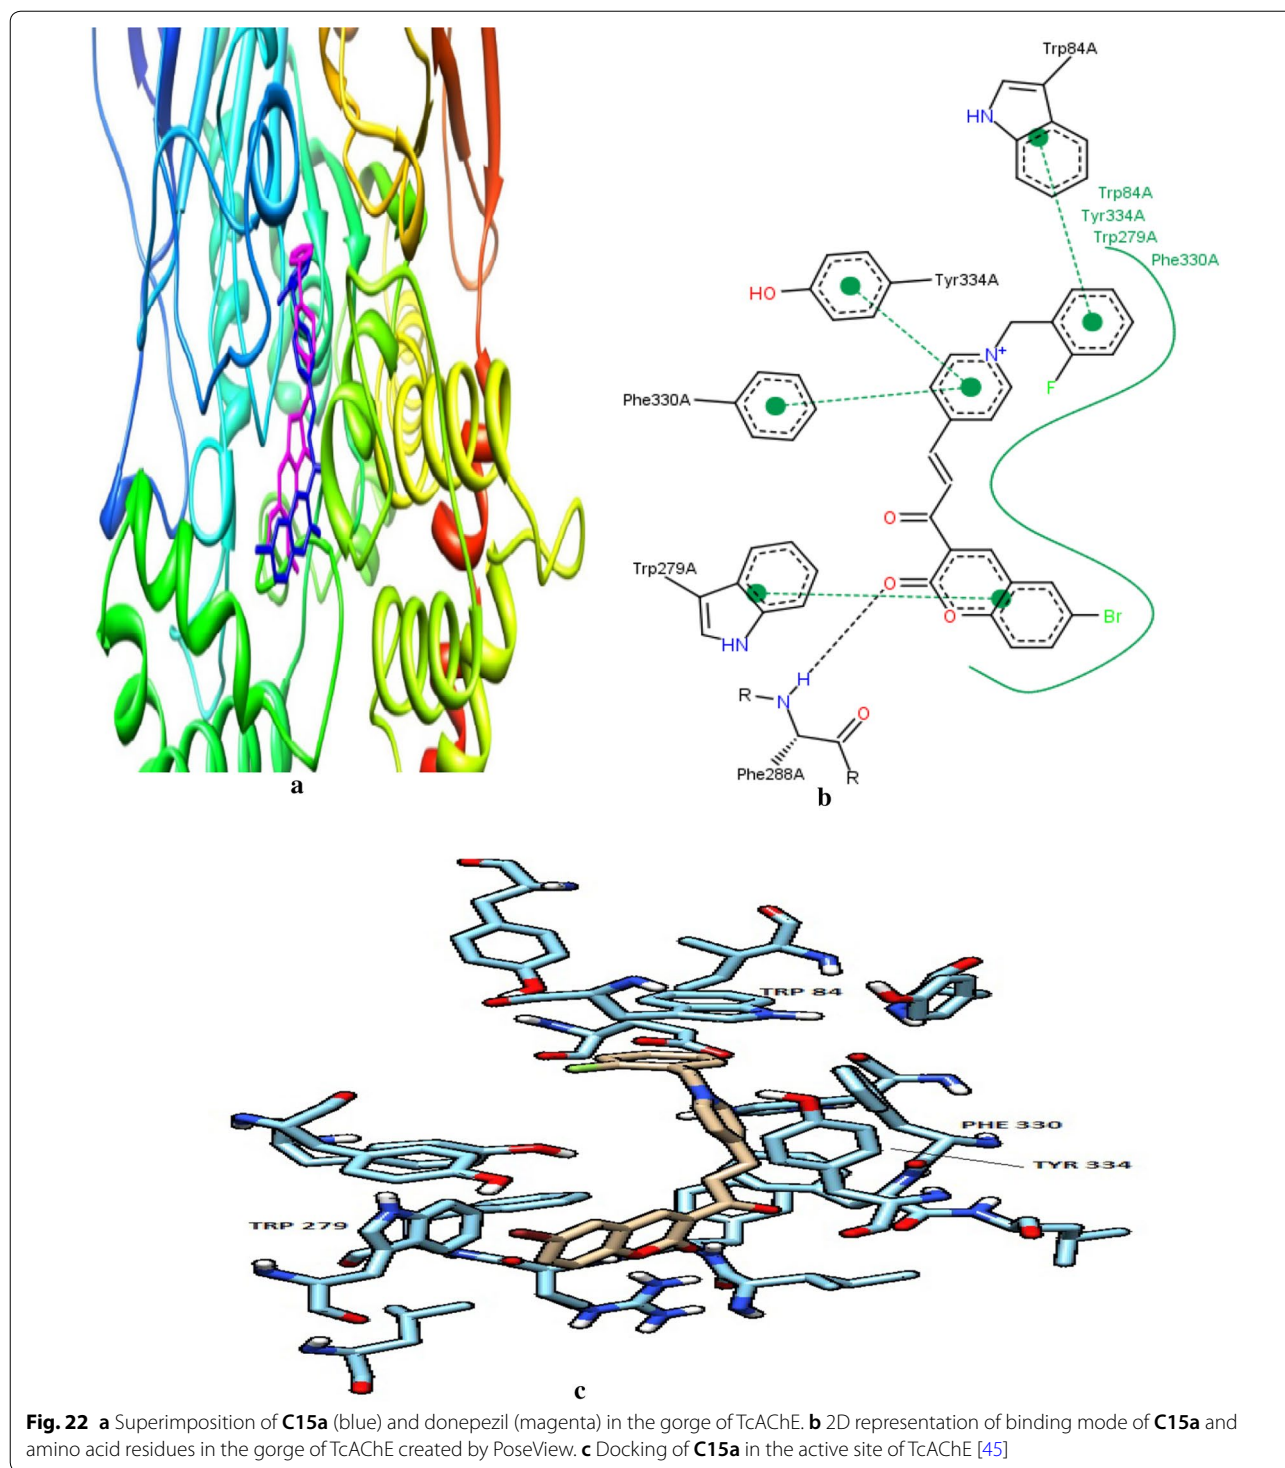 Trp84A
HN
Trp84A
Tyr334A
Trp279A
Phe330A
HO
Tyr334A
N+
F
Phe330A
O
Trp279A
O
O
Br
HN
H
R
N
O
Phe288A
R
a
b
TRP 84
PHE 330
TYR 334
TRP 279
c
Fig. 22 a Superimposition of C15a (blue) and donepezil (magenta) in the gorge of TcAChE. b 2D representation of binding mode of C15a and
amino acid residues in the gorge of TcAChE created by PoseView. c Docking of C15a in the active site of TcAChE [45]